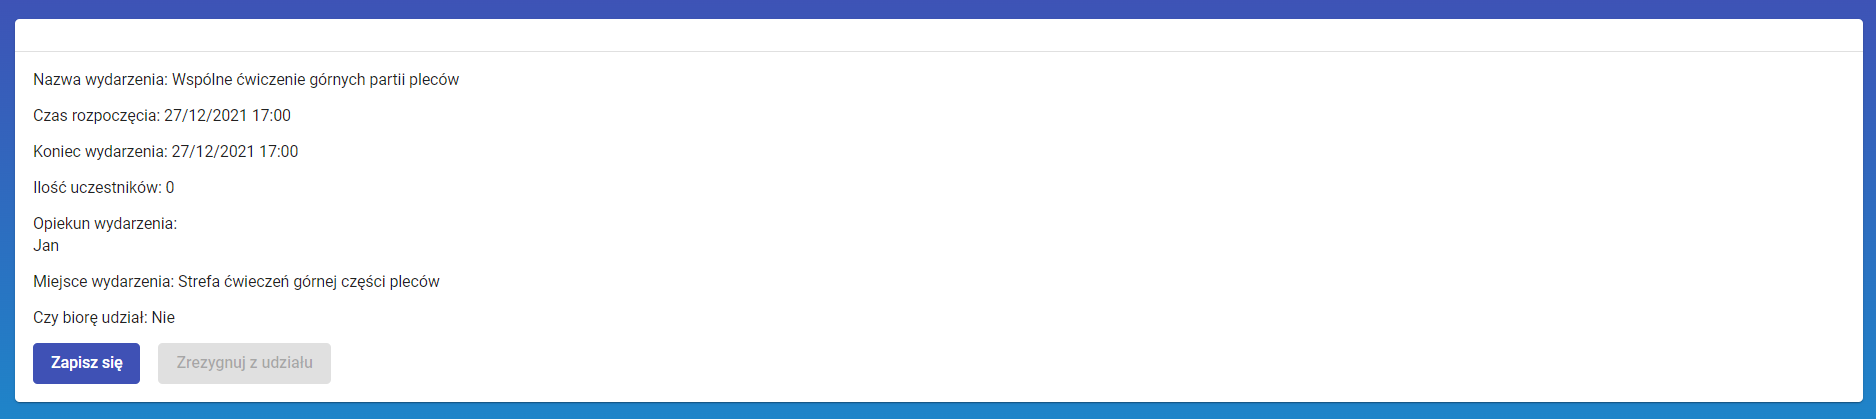 Nazwa wydarzenia: Wspólne ćwiczenie górnych partii pleców
Czas rozpoczęcia: 27/12/2021 17:00
Koniec wydarzenia: 27/12/2021 17:00
Ilość uczestników: 0
Opiekun wydarzenia:
Jan
Miejsce wydarzenia: Strefa ćwieczeń górnej części pleców
Czy biorę udział: Nie
Zapisz się Zrezygnuj z udziału